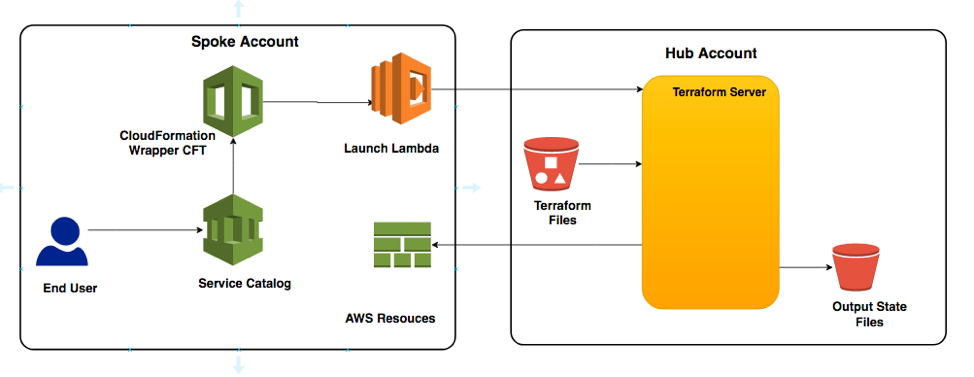 Spoke Account
CloudFormation
Wrapper CFT
Launch Lambda
End User
Service Catalog
AWS Resouces
Hub Account
Terraform Server
Terraform
Files
Output State
Files